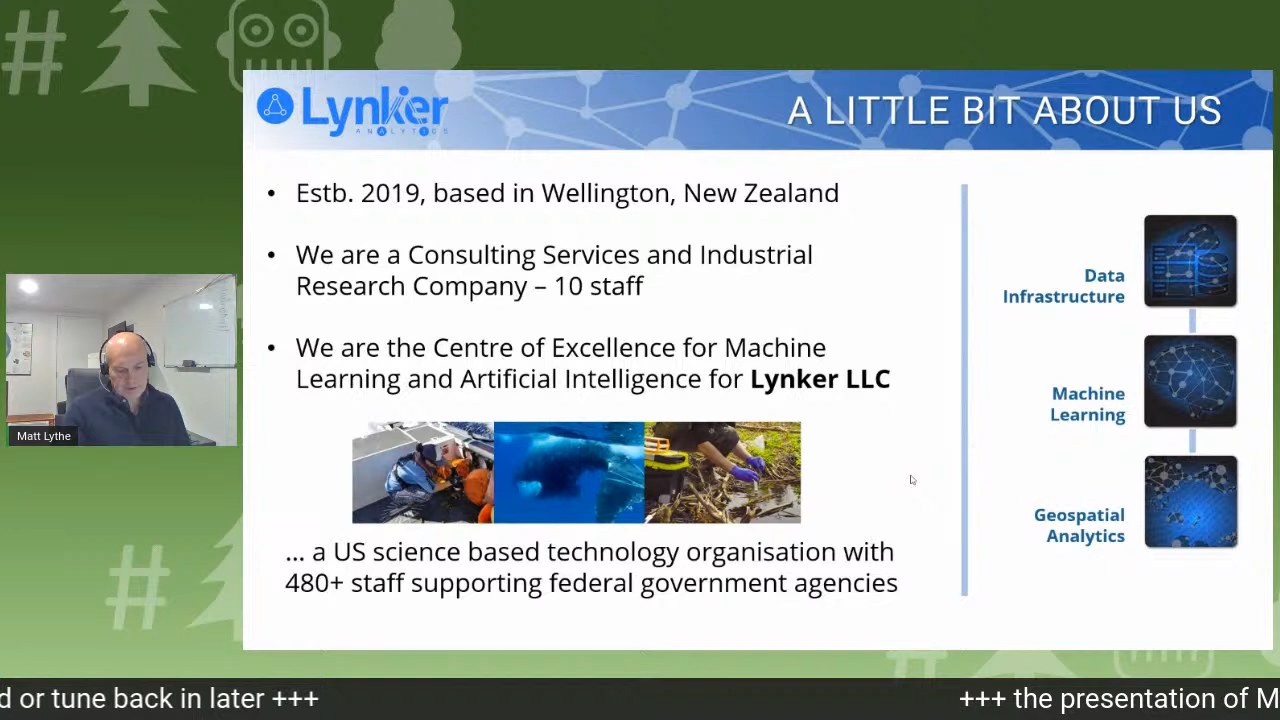 Lynker
ANALYTICS
A LITTLE BIT ABOUT US
• Estb. 2019, based in Wellington, New Zealand
• We are a Consulting Services and Industrial
Research Company – 10 staff
• We are the Centre of Excellence for Machine
Learning and Artificial Intelligence for Lynker LLC
... a US science based technology organisation with
480+ staff supporting federal government agencies
Data
Infrastructure
Machine
Learning
Geospatial
Analytics
Matt Lythe
d or tune back in later +++
+++ the presentation of M